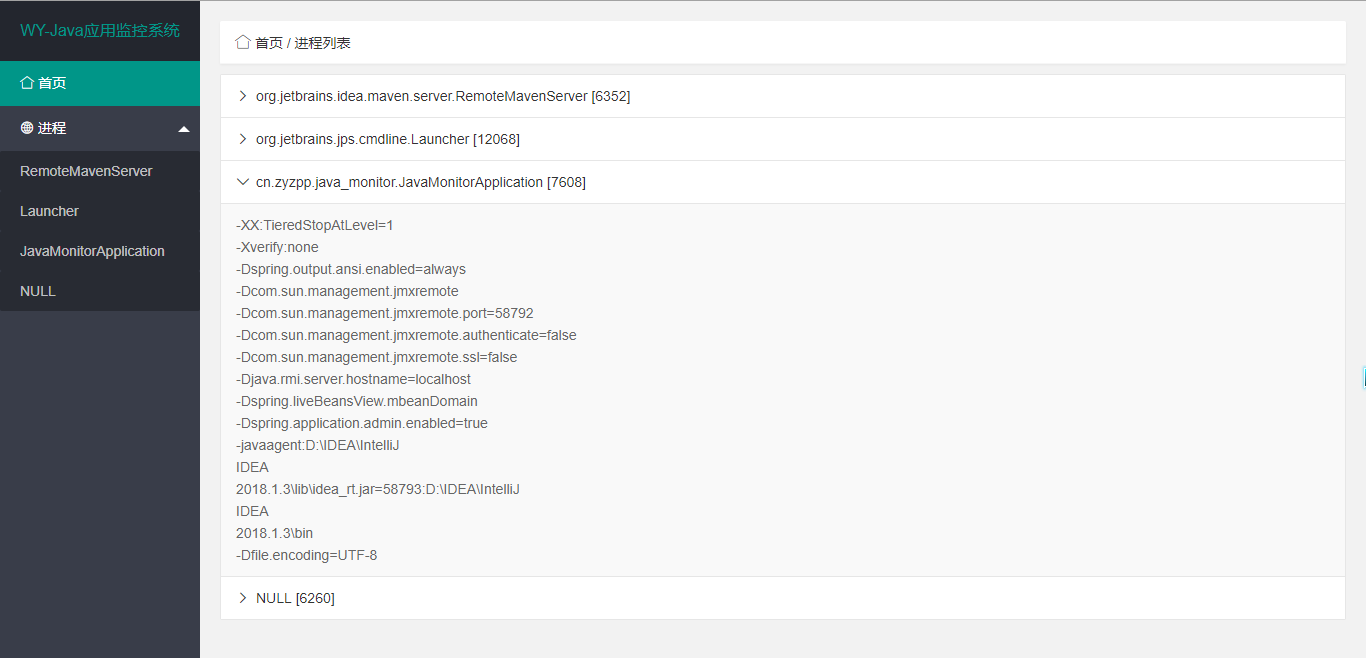 WY-Java应用监控系统
首页
进程
RemoteMavenServer
Launcher
JavaMonitorApplication
NULL
首页 / 进程列表
org.jetbrains.idea.maven.server.RemoteMavenServer [6352]
org.jetbrains.jps.cmdline.Launcher [12068]
cn.zyzpp.java_monitor.JavaMonitorApplication [7608]
-XX:TieredStopAtLevel=1
-Xverify:none
-Dspring.output.ansi.enabled=always
-Dcom.sun.management.jmxremote
-Dcom.sun.management.jmxremote.port=58792
-Dcom.sun.management.jmxremote.authenticate=false
-Dcom.sun.management.jmxremote.ssl=false
-Djava.rmi.server.hostname=localhost
-Dspring.liveBeansView.mbeanDomain
-Dspring.application.admin.enabled=true
-javaagent:D:\IDEA\IntelliJ
IDEA
2018.1.3\lib\idea_rt.jar=58793:D:\IDEA\IntelliJ
IDEA
2018.1.3\bin
-Dfile.encoding=UTF-8
NULL [6260]